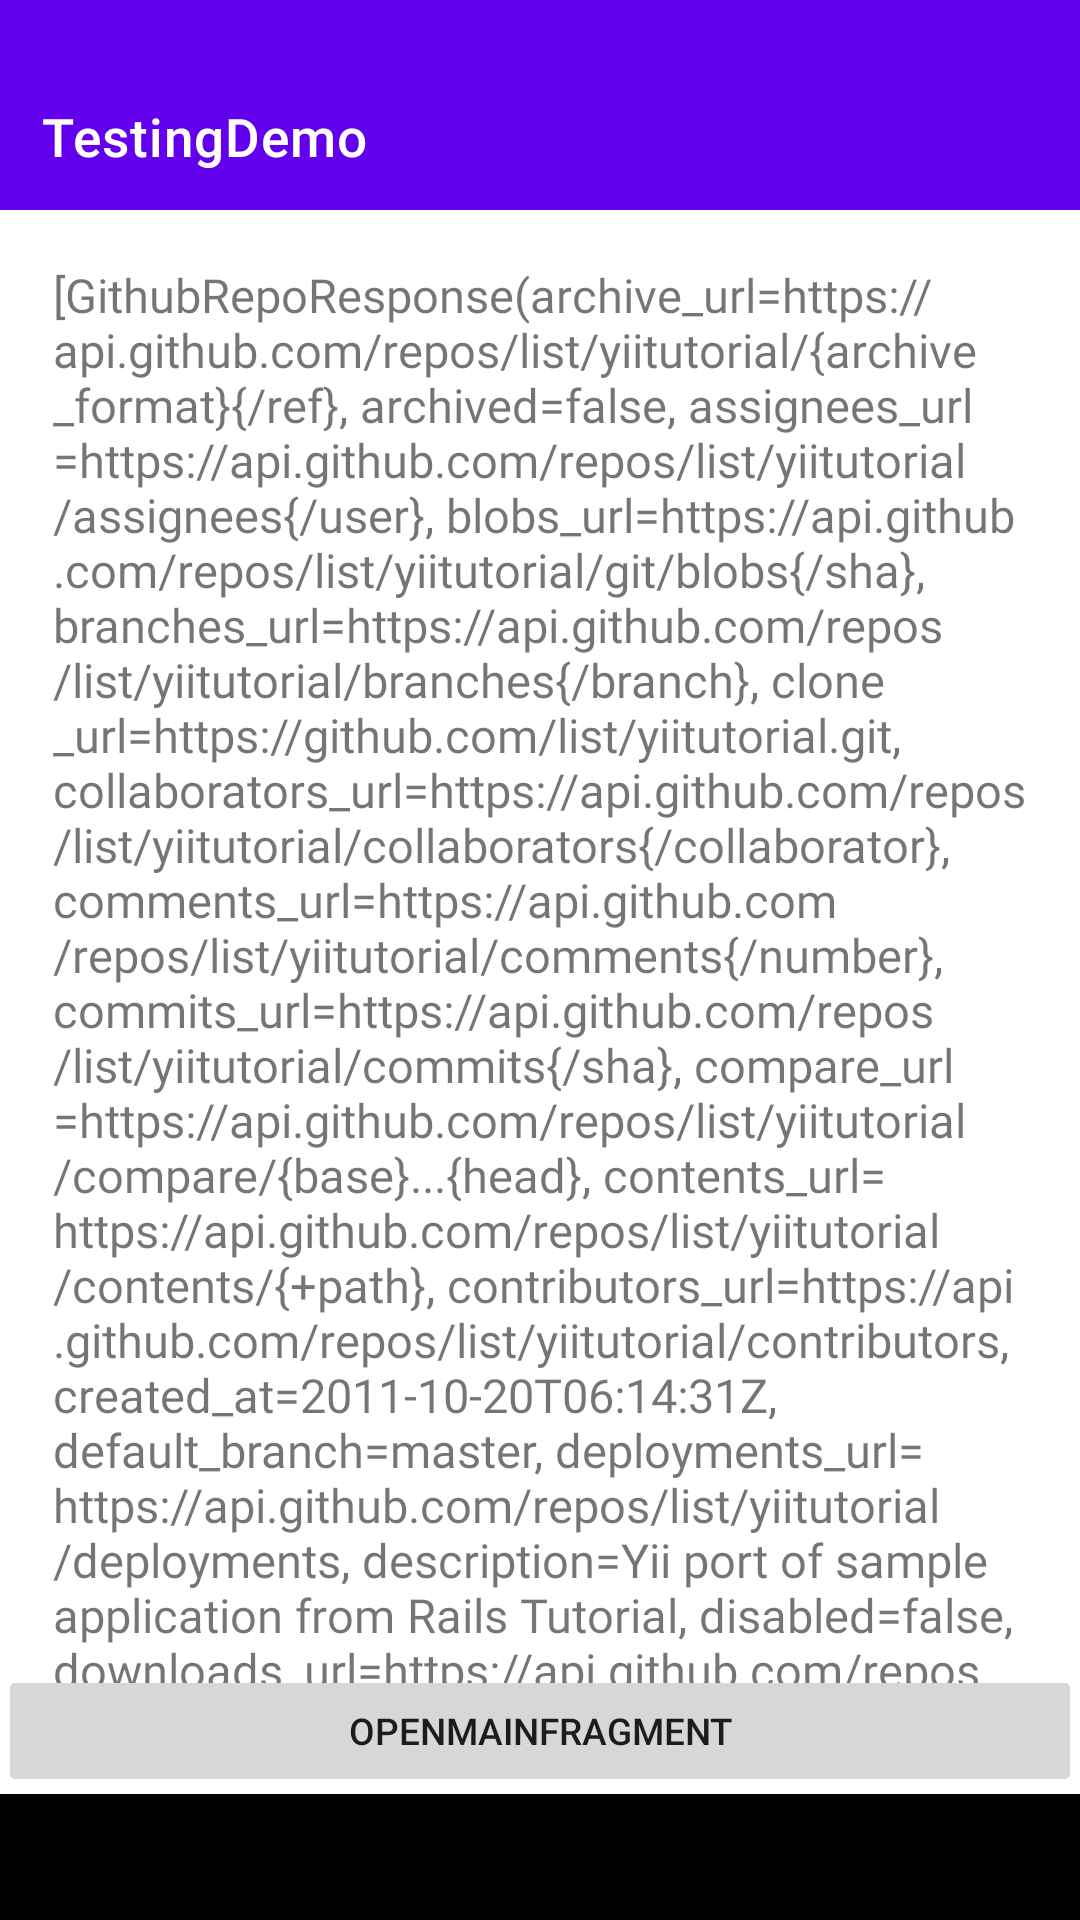 TestingDemo
[GithubRepoResponse(archive_url=https://
api.github.com/repos/list/yiitutorial/{archive
_format}{/ref}, archived=false, assignees_url
=https://api.github.com/repos/list/yiitutorial
/assignees{/user}, blobs_url=https://api.github
.com/repos/list/yiitutorial/git/blobs{/sha},
branches_url=https://api.github.com/repos
/list/yiitutorial/branches{/branch}, clone
_url=https://github.com/list/yiitutorial.git,
collaborators_url=https://api.github.com/repos
/list/yiitutorial/collaborators{/collaborator},
comments_url=https://api.github.com
/repos/list/yiitutorial/comments{/number},
commits_url=https://api.github.com/repos
/list/yiitutorial/commits{/sha}, compare_url
=https://api.github.com/repos/list/yiitutorial
/compare/{base}...{head}, contents_url=
https://api.github.com/repos/list/yiitutorial
/contents/{+path}, contributors_url=https://api
.github.com/repos/list/yiitutorial/contributors,
created_at=2011-10-20T06:14:31Z,
default_branch=master, deployments_url=
https://api.github.com/repos/list/yiitutorial
/deployments, description=Yii port of sample
application from Rails Tutorial, disabled=false,
downloads_url=https://api.github.com/repos
OPENMAINFRAGMENT